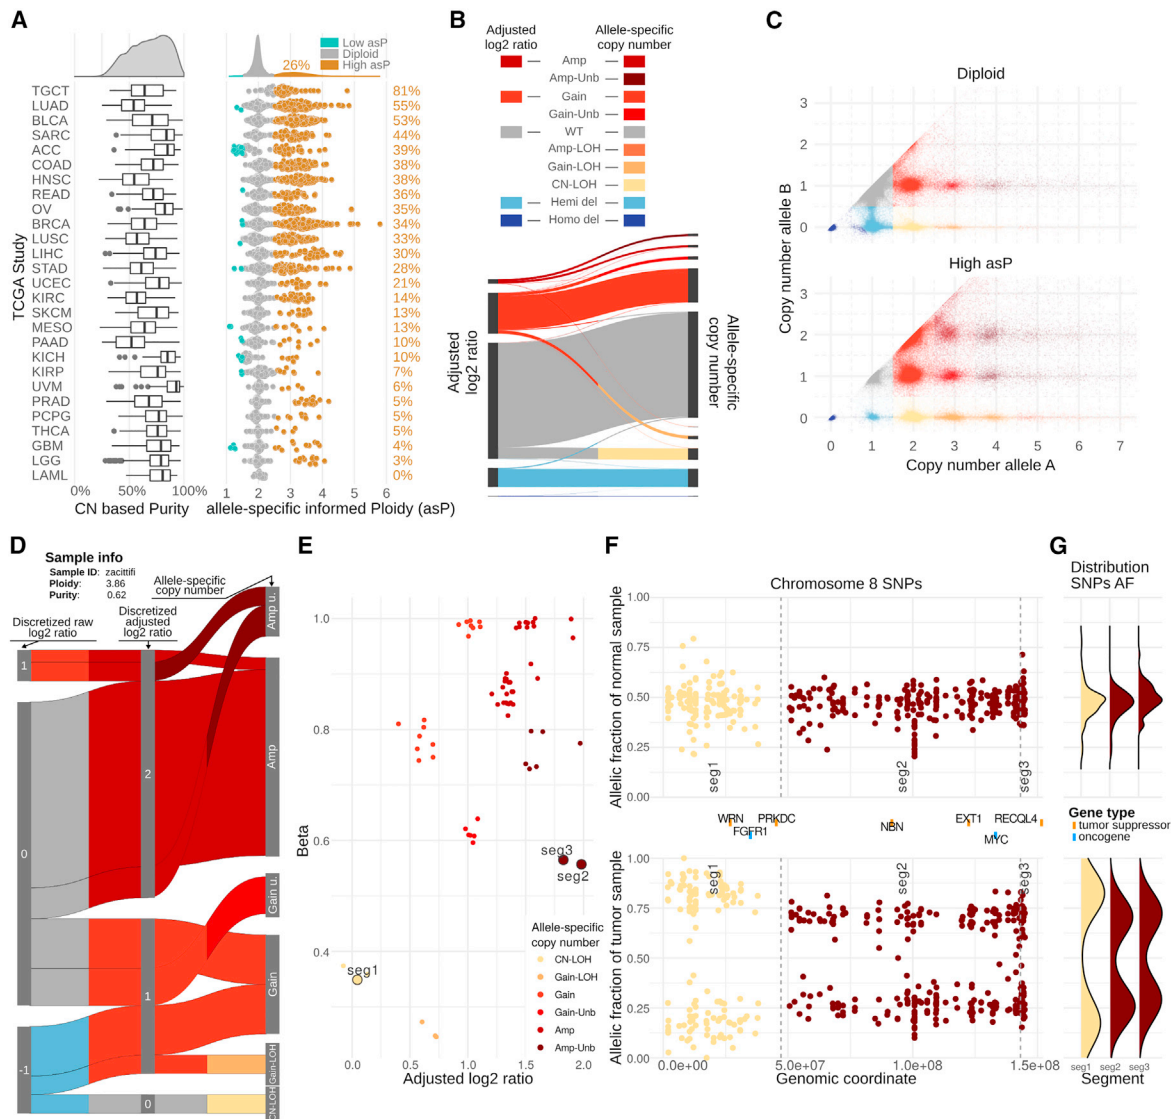 A
Low asP
Diploid
High asP
26%
TCGA Study
TGCT 81%
LUAD 55%
BLCA 53%
SARC 44%
ACC 39%
COAD 38%
HNSC 38%
READ 36%
OV 35%
BRCA 34%
LUSC 33%
LIHC 30%
STAD 28%
UCEC 21%
KIRC 14%
SKCM 13%
MESO 13%
PAAD 10%
KICH 10%
KIRP 7%
UVM 6%
PRAD 5%
PCPG 5%
THCA 5%
GBM 4%
LGG 3%
LAML 0%
0% 50% 100% 1 2 3 4 5 6
CN based Purity allele-specific informed Ploidy (asP)
B
Adjusted
log2 ratio
Allele-specific
copy number
Amp
Amp-Unb
Gain
Gain-Unb
WT
Amp-LOH
Gain-LOH
CN-LOH
Hemi del
Homo del
Adjusted
log2 ratio
Allele-specific
copy number
C
Diploid
3
2
1
0
High asP
3
2
1
0
0 1 2 3 4 5 6 7
Copy number allele A
Copy number allele B
D
Sample info
Sample ID: zacittifi
Ploidy: 3.86
Purity: 0.62
Allele-specific
copy number
Discretized raw
log2 ratio
Discretized
adjusted
log2 ratio
1
0
-1
2
1
0
Amp u.
Amp
Gain u.
Gain
Gain-LOH
CN-LOH
E
1.0
0.8
0.6
0.4
Beta
seg3
seg2
seg1
Allele-specific
copy number
CN-LOH
Gain-LOH
Gain
Gain-Unb
Amp
Amp-Unb
0.0 0.5 1.0 1.5 2.0
Adjusted log2 ratio
F
Chromosome 8 SNPs
Allelic fraction of normal sample
1.00
0.75
0.50
0.25
0.00
seg1 seg2 seg3
WRN PRKDC EXT1 RECQL4
FGFR1 NBN MYC
Allelic fraction of tumor sample
1.00
0.75
0.50
0.25
0.00
seg1 seg2 seg3
0.0e+00 5.0e+07 1.0e+08 1.5e+08
Genomic coordinate
G
Distribution
SNPs AF
Gene type
tumor suppressor
oncogene
seg1 seg2 seg3
Segment